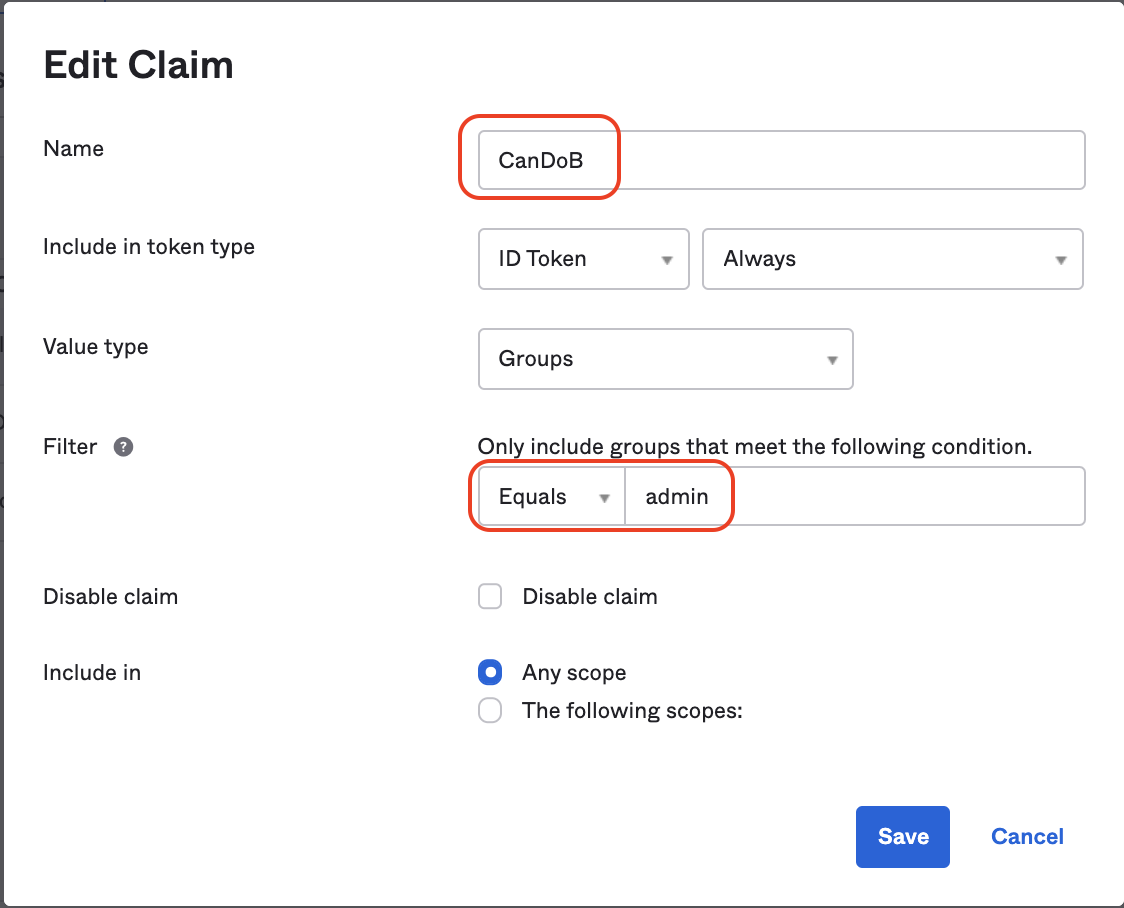 Edit Claim
Name
CanDoB
Include in token type
ID Token
Always
Value type
Groups
Filter ?
Only include groups that meet the following condition.
Equals
admin
Disable claim
Disable claim
Include in
Any scope
The following scopes:
Save
Cancel